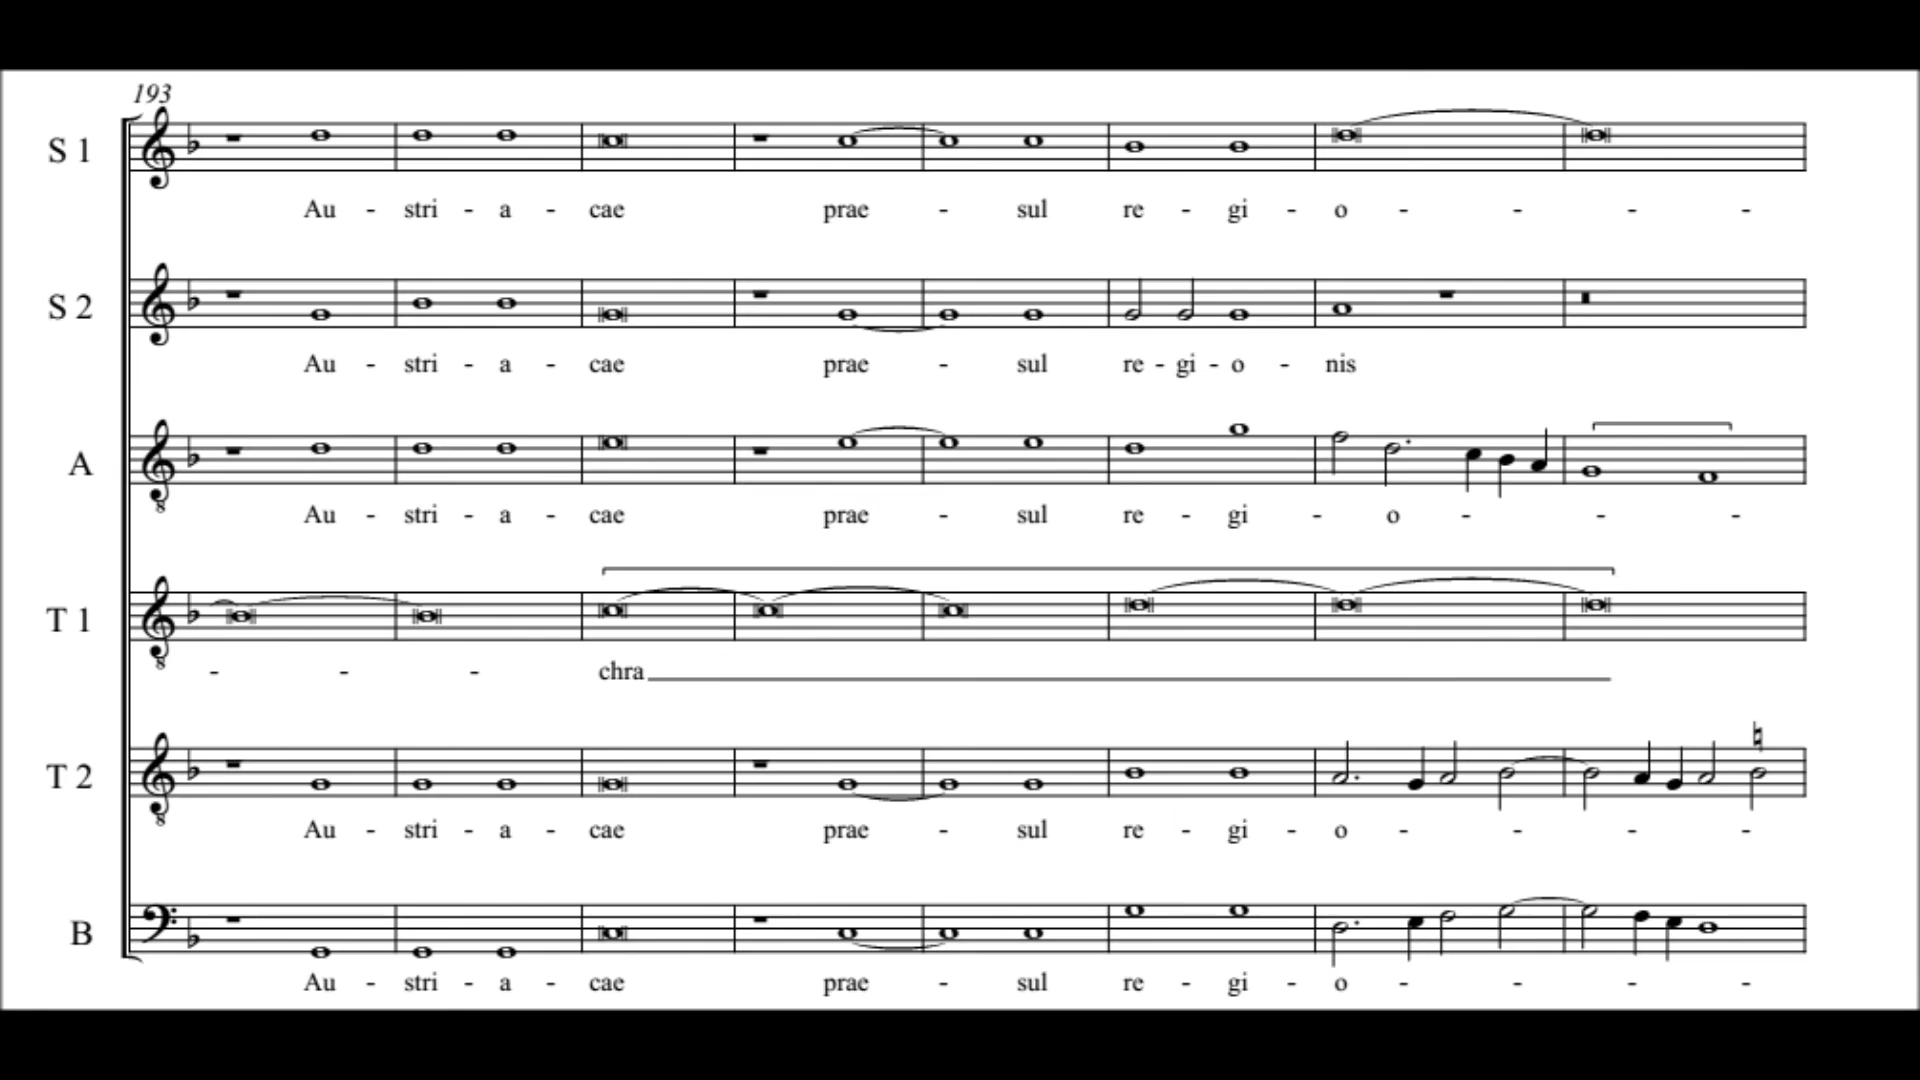 193
S 1
Au - stri - a - cae prae - sul re - gi - o - - - -
S 2
Au - stri - a - cae prae - sul re - gi - o - nis
A
Au - stri - a - cae prae - sul re - gi - o - - -
T 1
- - - chra
T 2
Au - stri - a - cae prae - sul re - gi - o - - - -
B
Au - stri - a - cae prae - sul re - gi - o - - - -